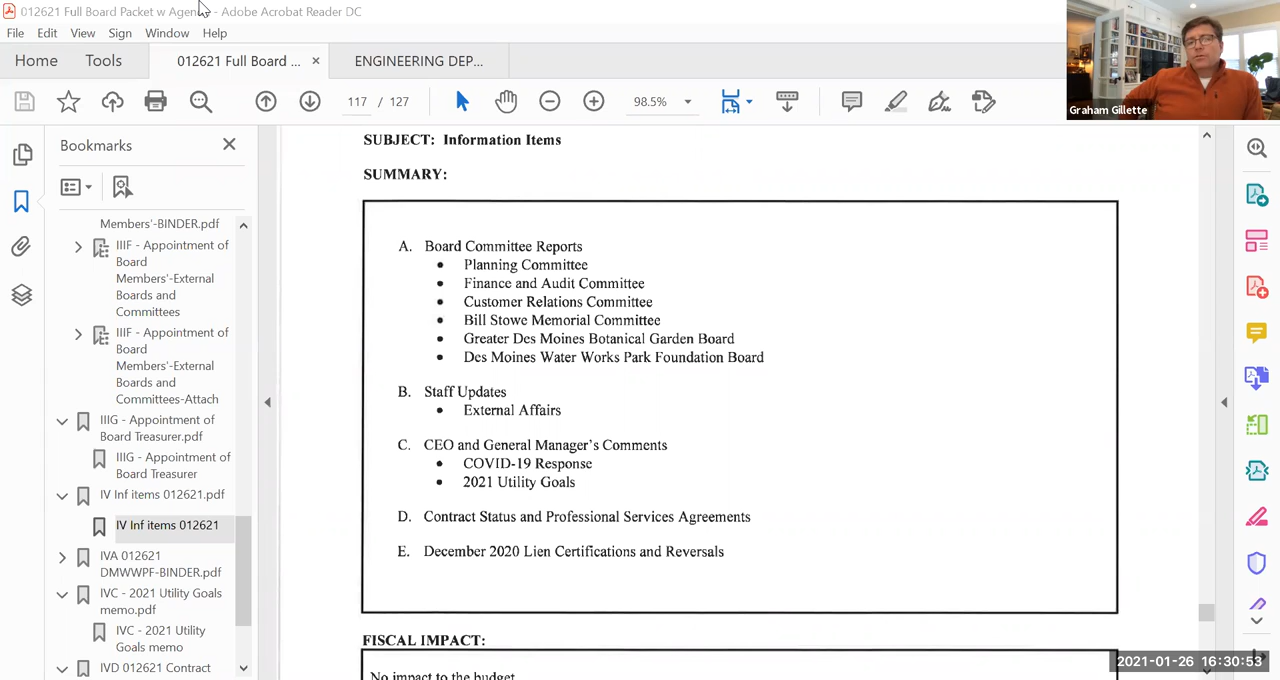 012621 Full Board Packet w Agen - Adobe Acrobat Reader DC
File Edit View Sign Window Help
Home Tools 012621 Full Board ... × ENGINEERING DEP...
117 / 127 98.5%
Graham Gillette
Bookmarks
Members'-BINDER.pdf
IIIF - Appointment of
Board
Members'-External
Boards and
Committees
IIIF - Appointment of
Board
Members'-External
Boards and
Committees-Attach
IIIG - Appointment of
Board Treasurer.pdf
IIIG - Appointment of
Board Treasurer
IV Inf items 012621.pdf
IV Inf items 012621
IVA 012621
DMWWPF-BINDER.pdf
IVC - 2021 Utility Goals
memo.pdf
IVC - 2021 Utility
Goals memo
IVD 012621 Contract
SUBJECT: Information Items
SUMMARY:
A. Board Committee Reports
• Planning Committee
• Finance and Audit Committee
• Customer Relations Committee
• Bill Stowe Memorial Committee
• Greater Des Moines Botanical Garden Board
• Des Moines Water Works Park Foundation Board
B. Staff Updates
• External Affairs
C. CEO and General Manager's Comments
• COVID-19 Response
• 2021 Utility Goals
D. Contract Status and Professional Services Agreements
E. December 2020 Lien Certifications and Reversals
FISCAL IMPACT:
No impact to the budget
2021-01-26 16:30:53